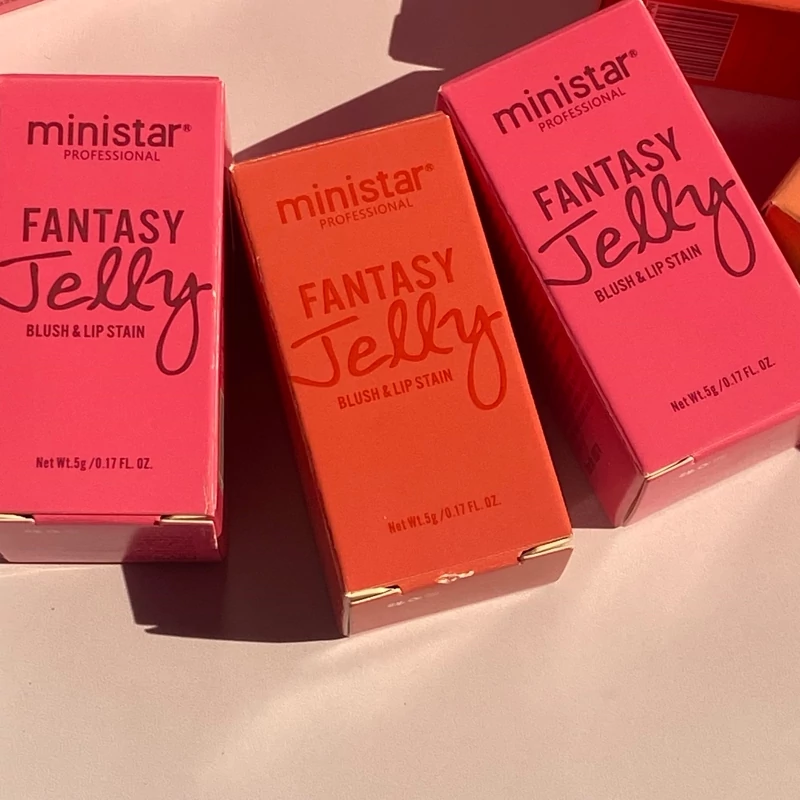 ministar®
PROFESSIONAL
FANTASY
Jelly
BLUSH & LIP STAIN
Net Wt.5g /0.17 FL. OZ.
ministar®
PROFESSIONAL
FANTASY
Jelly
BLUSH & LIP STAIN
Net Wt.5g /0.17 FL. OZ.
ministar®
PROFESSIONAL
FANTASY
Jelly
BLUSH & LIP STAIN
Net Wt.5g /0.17 FL. OZ.